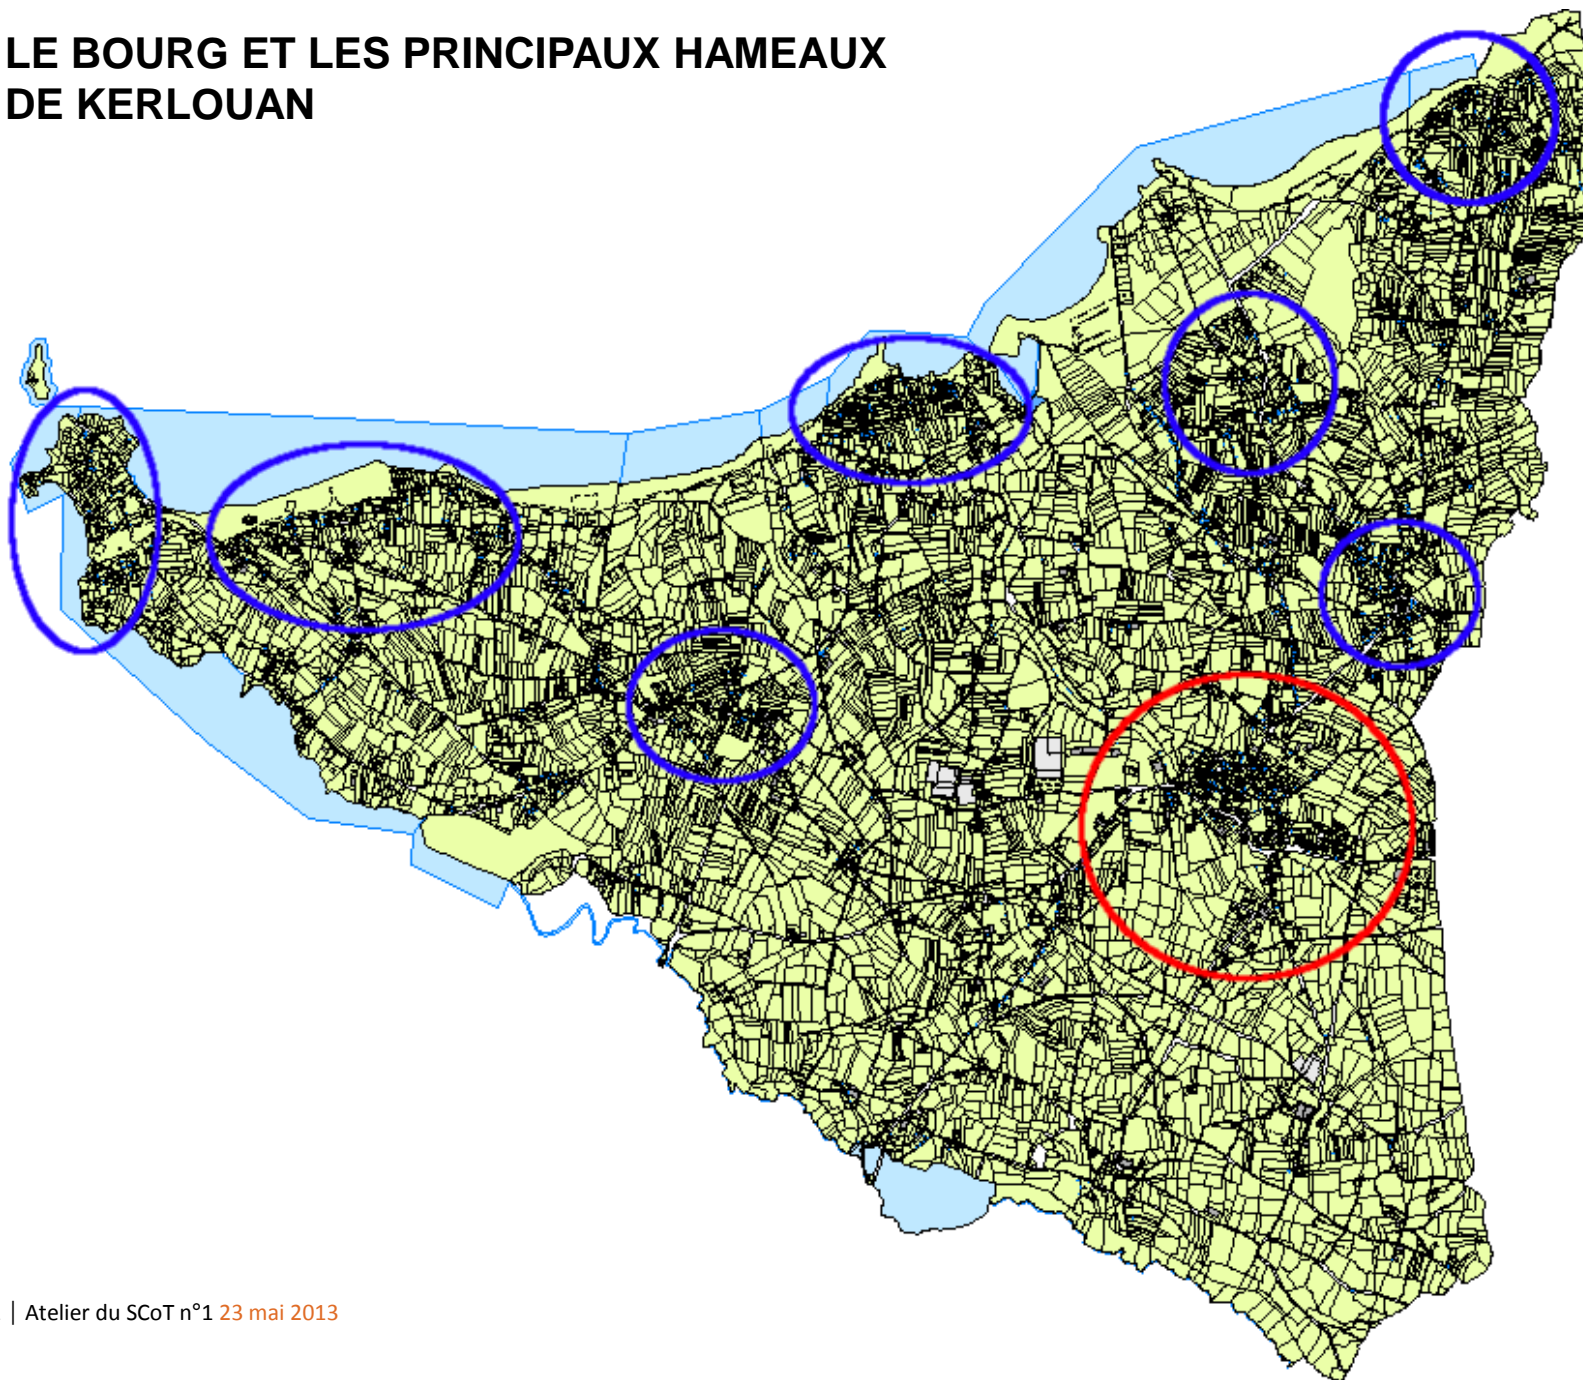 LE BOURG ET LES PRINCIPAUX HAMEAUX
DE KERLOUAN
| Atelier du SCoT n°1 23 mai 2013